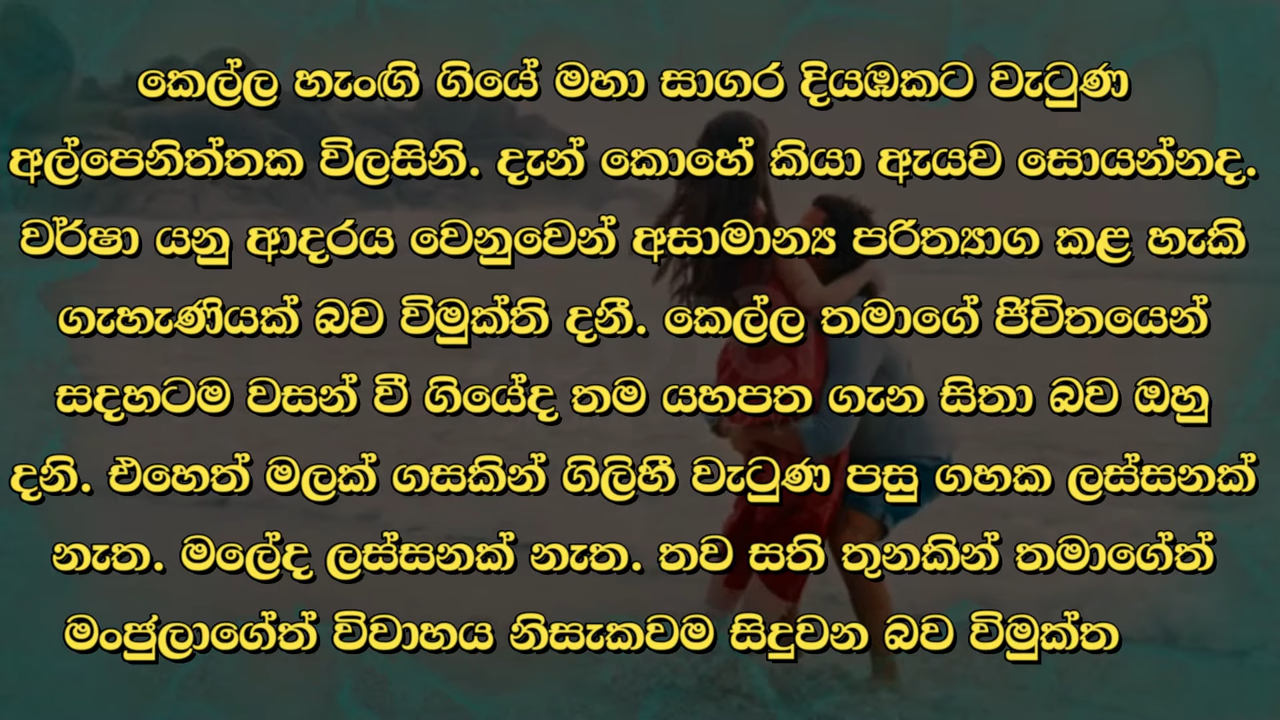 කෙල්ල හැංඟි ගියේ මහා සාගර දියඹකට වැටුණ
අල්පෙනිත්තක විලසිනි. දැන් කොහේ කියා ඇයව සොයන්නද.
වර්ෂා යනු ආදරය වෙනුවෙන් අසාමාන්‍ය පරිත්‍යාග කළ හැකි
ගැහැණියක් බව විමුක්ති දනී. කෙල්ල තමාගේ ජිවිතයෙන්
සදහටම වසන් වී ගියේද තම යහපත ගැන සිතා බව ඔහු
දනි. එහෙත් මලක් ගසකින් ගිලිහී වැටුණ පසු ගහක ලස්සනක්
නැත. මලේද ලස්සනක් නැත. තව සති තුනකින් තමාගේත්
මංජුලාගේත් විවාහය නිසැකවම සිදුවන බව විමුක්ත